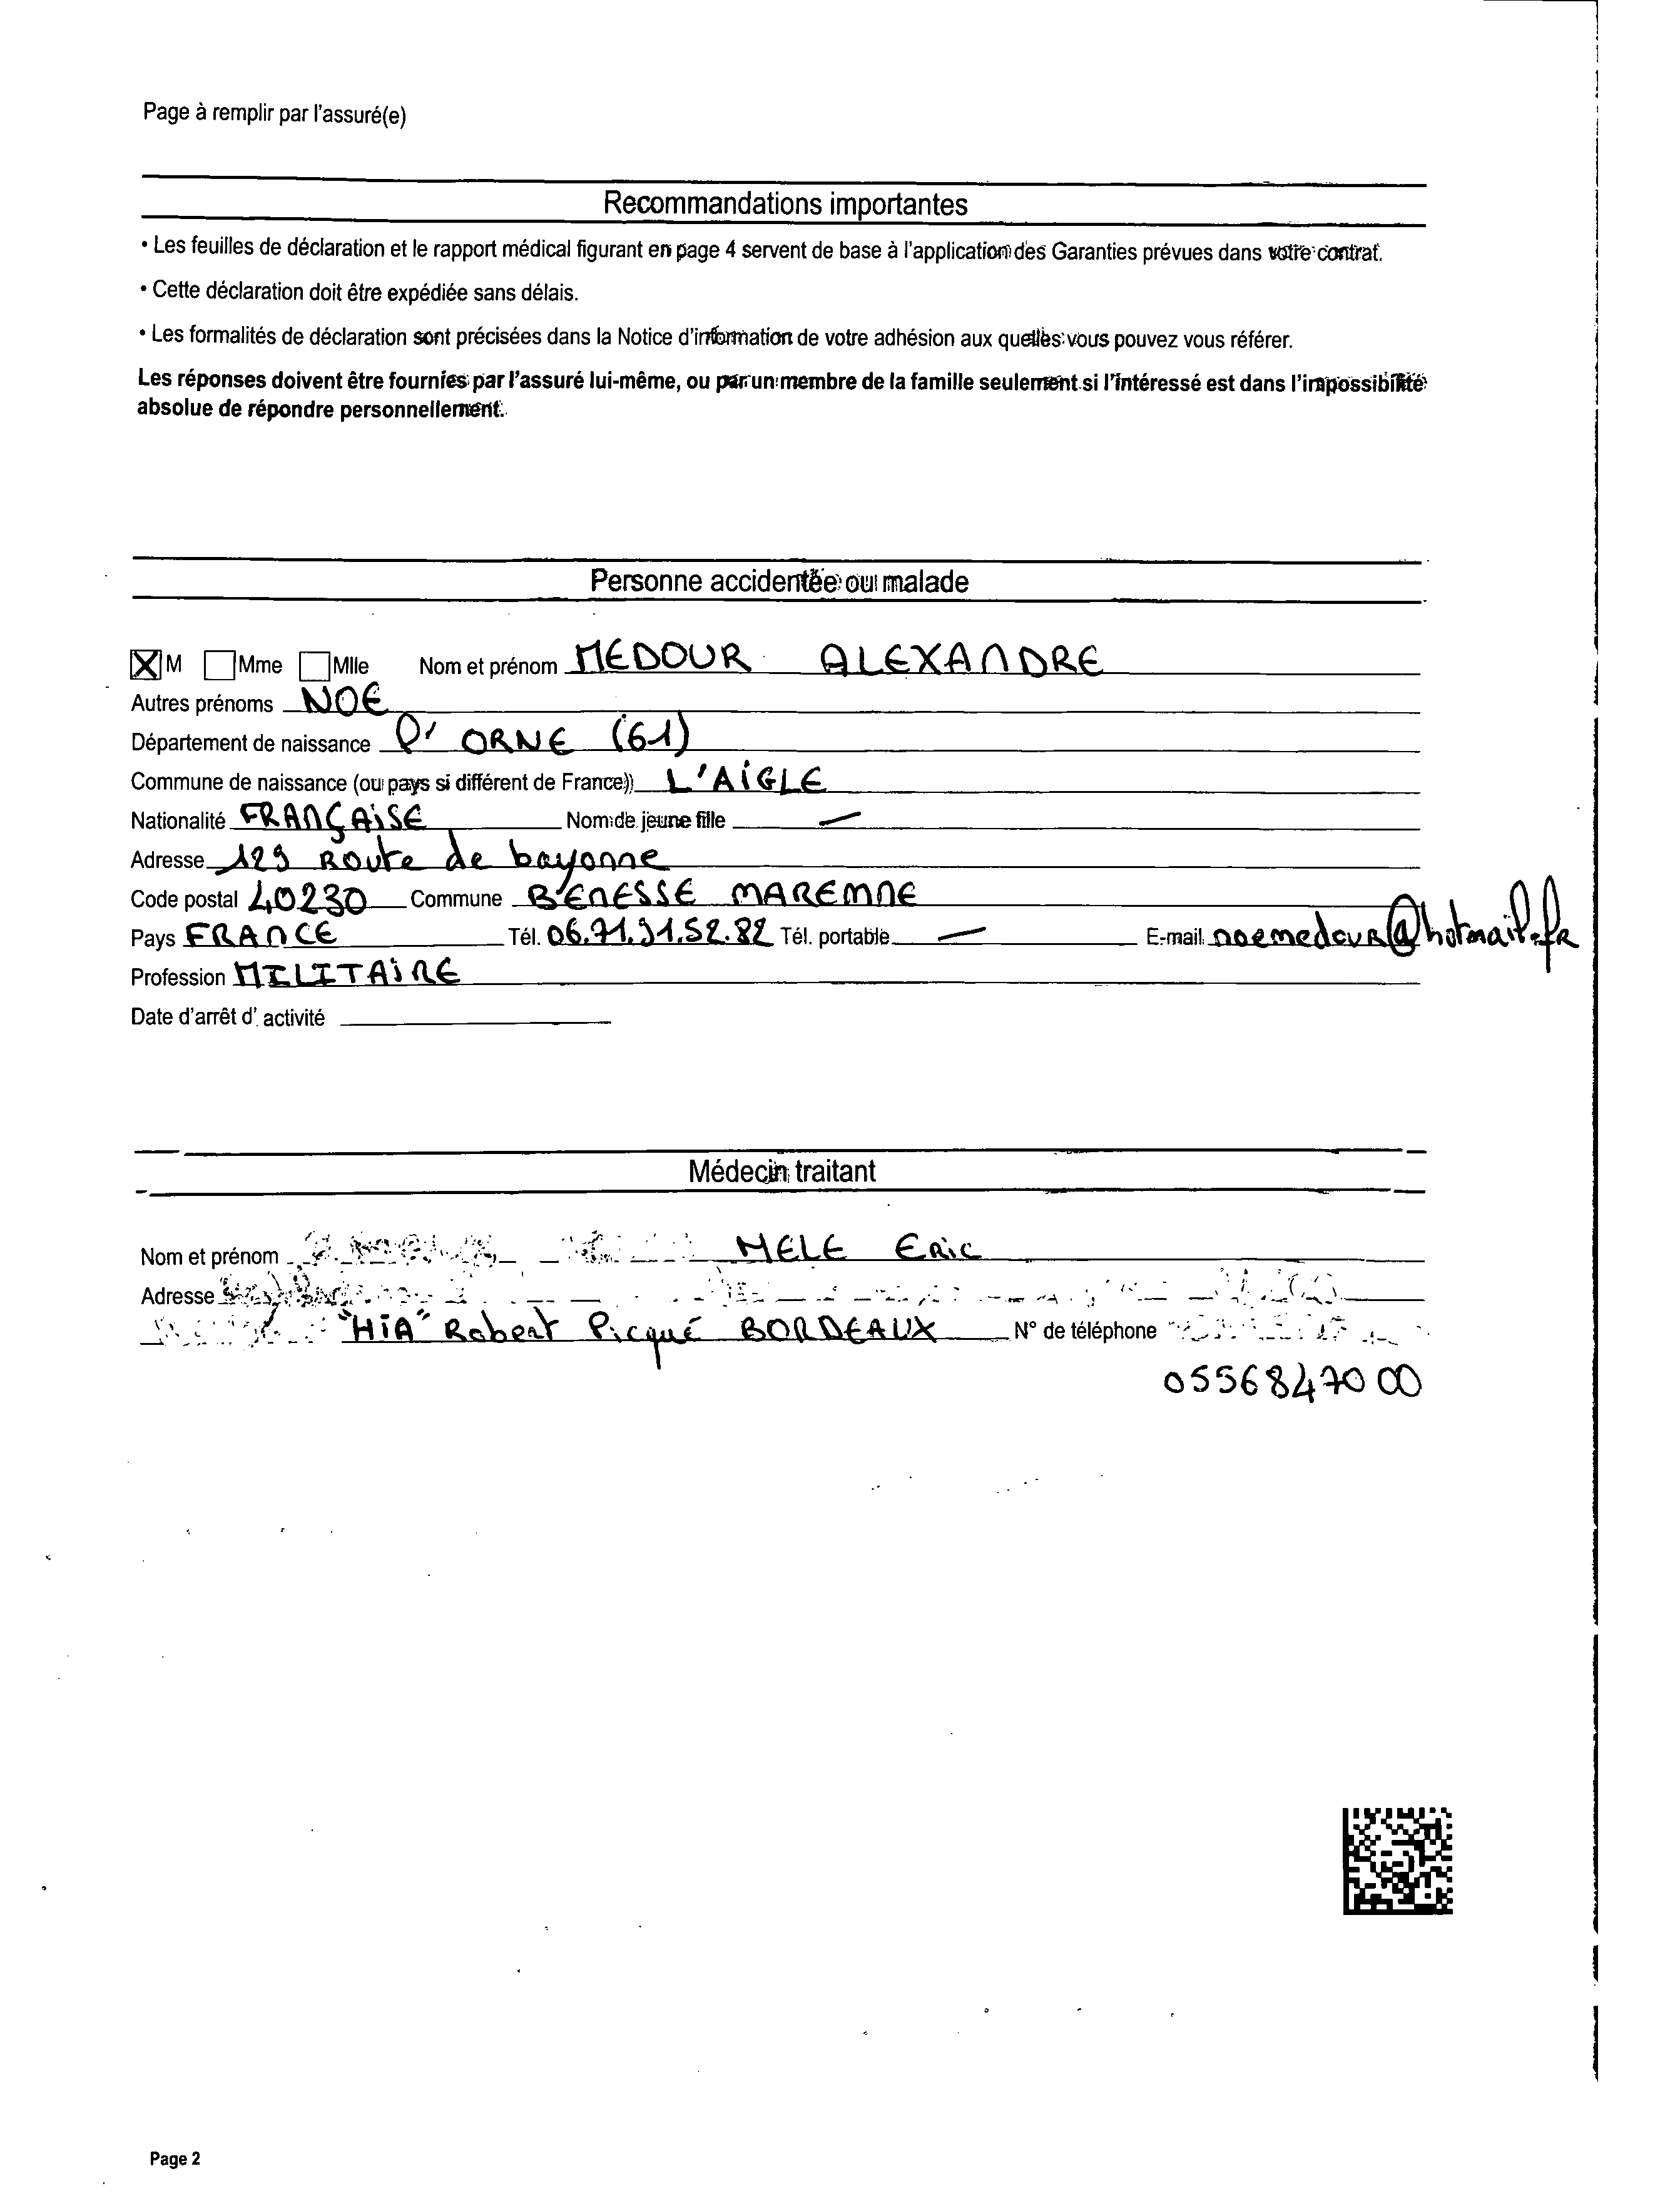 Page à remplir par l'assuré(e)
Recommandations importantes
• Les feuilles de déclaration et le rapport médical figurant en page 4 servent de base à l'application des Garanties prévues dans votre contrat.
• Cette déclaration doit être expédiée sans délais.
• Les formalités de déclaration sont précisées dans la Notice d'information de votre adhésion aux quelles vous pouvez vous référer.
Les réponses doivent être fournies par l'assuré lui-même, ou par un membre de la famille seulement si l'intéressé est dans l'impossibilité
absolue de répondre personnellement.
Personne accidentée ou malade
X M Mme Mlle Nom et prénom MEDOUR ALEXANDRE
Autres prénoms NOE
Département de naissance l' ORNE (61)
Commune de naissance (ou pays si différent de France) L'AIGLE
Nationalité FRANÇAISE Nom de jeune fille —
Adresse 129 Route de bayonne
Code postal 40230 Commune BENESSE MAREMNE
Pays FRANCE Tél. 06.71.91.52.82 Tél. portable — E-mail noemedour@hotmail.fr
Profession MILITAIRE
Date d'arrêt d' activité
Médecin traitant
Nom et prénom MELE Eric
Adresse
"HIA" Robert Picqué BORDEAUX N° de téléphone
0556847000
Page 2